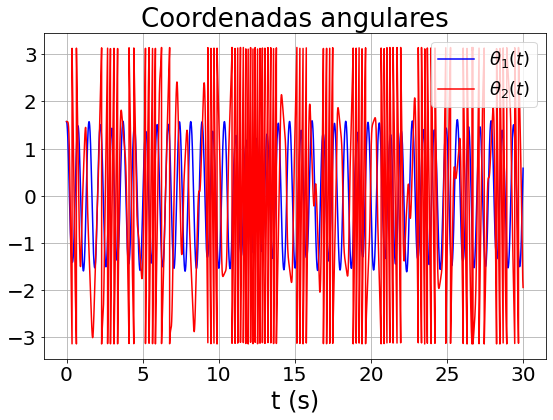 Coordenadas angulares
θ₁(t)
θ₂(t)
3
2
1
0
−1
−2
−3
0 5 10 15 20 25 30
t (s)